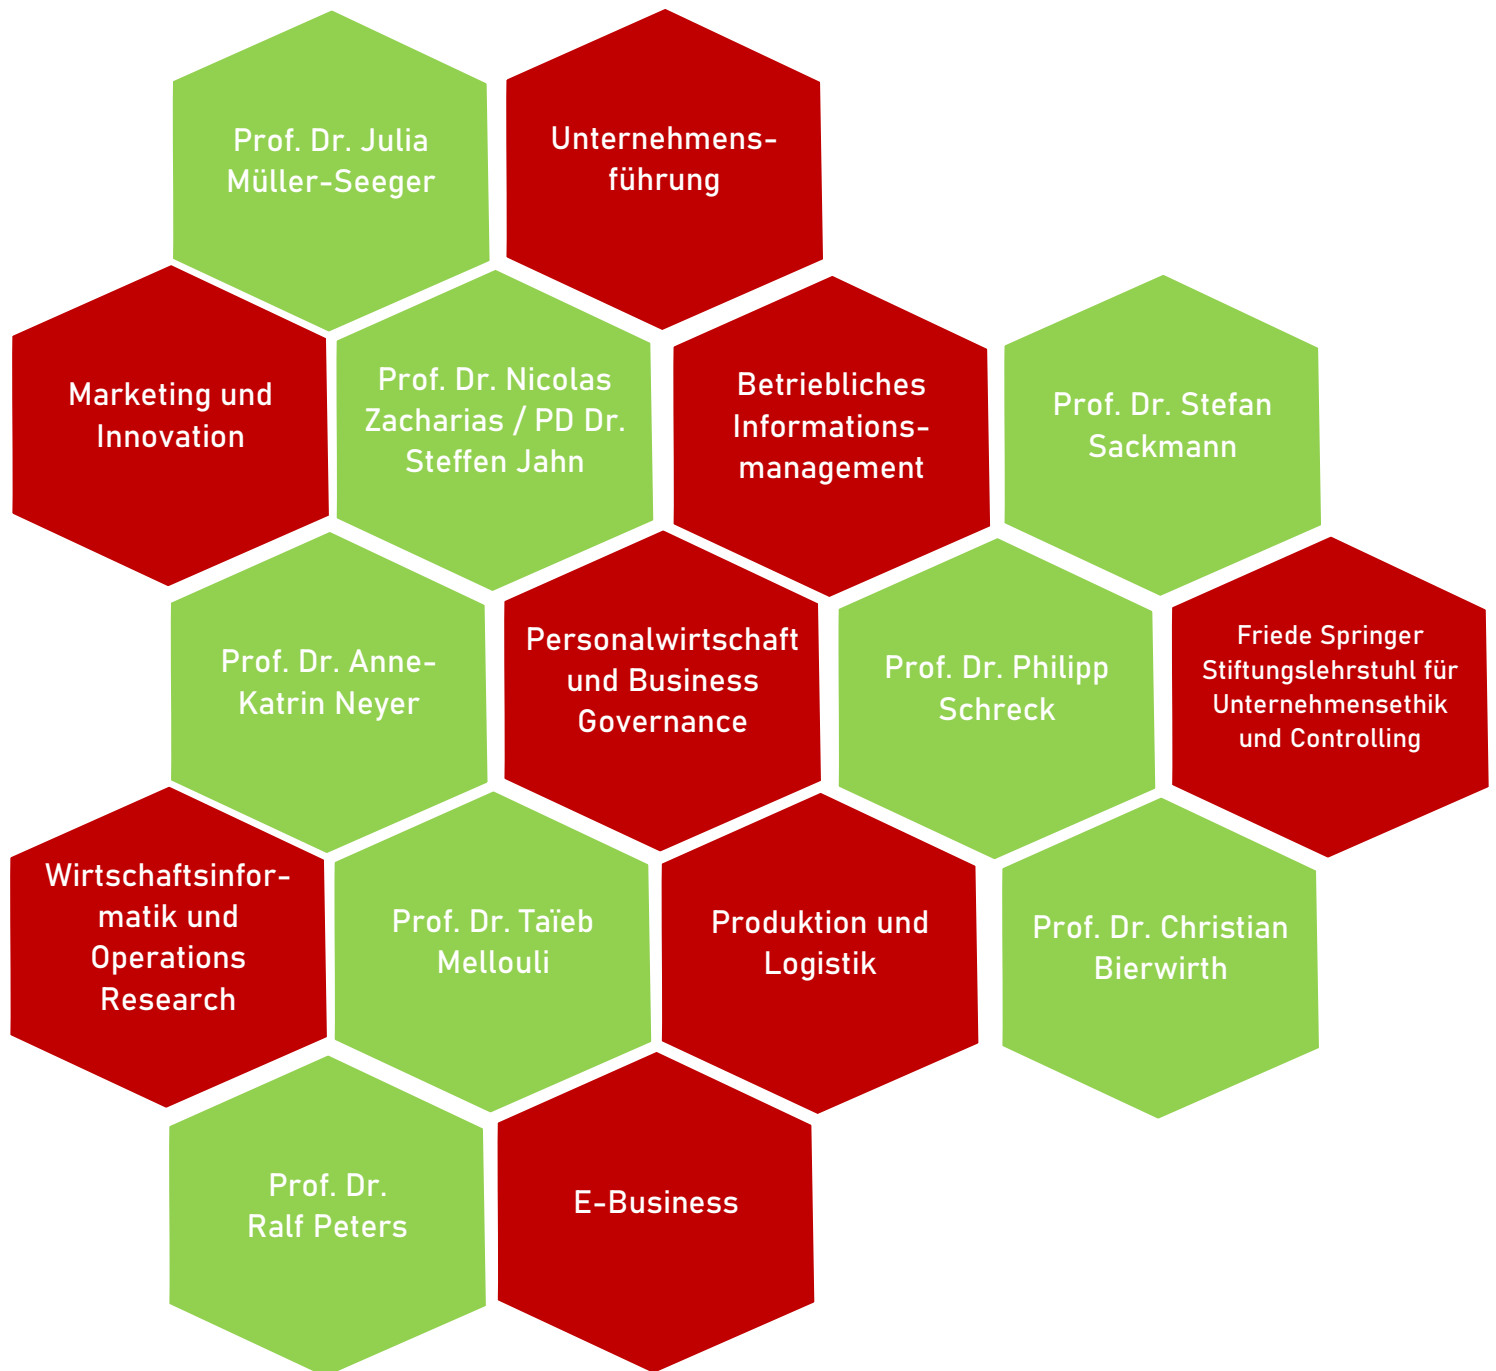 Prof. Dr. Julia
Müller-Seeger
Unternehmens-
führung
Marketing und
Innovation
Prof. Dr. Nicolas
Zacharias / PD Dr.
Steffen Jahn
Betriebliches
Informations-
management
Prof. Dr. Stefan
Sackmann
Prof. Dr. Anne-
Katrin Neyer
Personalwirtschaft
und Business
Governance
Prof. Dr. Philipp
Schreck
Friede Springer
Stiftungslehrstuhl für
Unternehmensethik
und Controlling
Wirtschaftsinfor-
matik und
Operations
Research
Prof. Dr. Taïeb
Mellouli
Produktion und
Logistik
Prof. Dr. Christian
Bierwirth
Prof. Dr.
Ralf Peters
E-Business